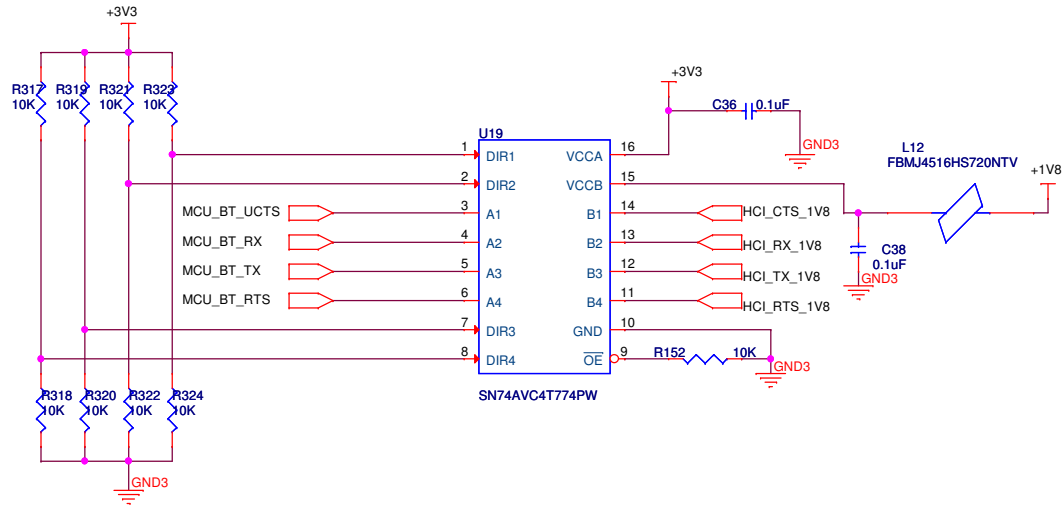 +3V3
R317
10K
R319
10K
R321
10K
R323
10K
+3V3
C36
0.1uF
GND3
L12
FBMJ4516HS720NTV
+1V8
U19
1
DIR1
VCCA
16
2
DIR2
VCCB
15
MCU_BT_UCTS
3
A1
B1
14
HCI_CTS_1V8
MCU_BT_RX
4
A2
B2
13
HCI_RX_1V8
C38
0.1uF
GND3
MCU_BT_TX
5
A3
B3
12
HCI_TX_1V8
MCU_BT_RTS
6
A4
B4
11
HCI_RTS_1V8
7
DIR3
GND
10
8
DIR4
OE
9
R152
10K
GND3
SN74AVC4T774PW
R318
10K
R320
10K
R322
10K
R324
10K
GND3